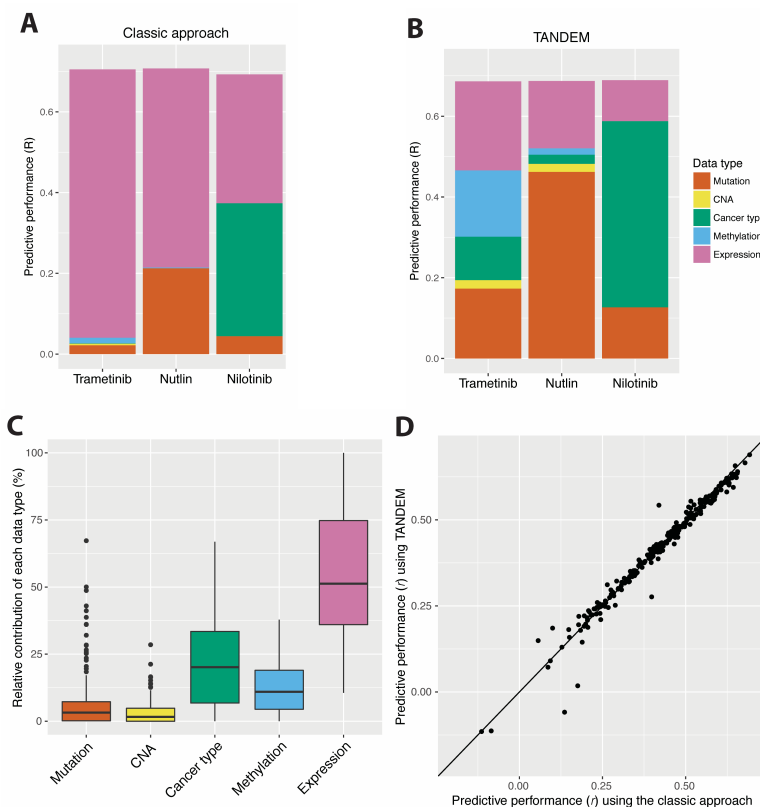 A
Classic approach
Predictive performance (R)
0.6
0.4
0.2
0.0
Trametinib Nutlin Nilotinib
B
TANDEM
Predictive performance (R)
0.6
0.4
0.2
0.0
Trametinib Nutlin Nilotinib
Data type
Mutation
CNA
Cancer typ
Methylation
Expression
C
Relative contribution of each data type (%)
100
75
50
25
0
Mutation CNA Cancer type Methylation Expression
D
Predictive performance (r) using TANDEM
0.50
0.25
0.00
0.00 0.25 0.50
Predictive performance (r) using the classic approach